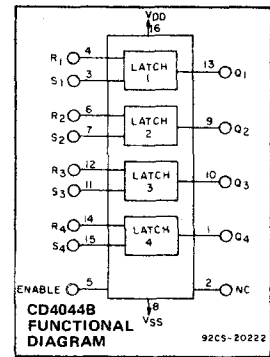 VDD
16
R1 4
S1 3
LATCH
1
13 Q1
R2 6
S2 7
LATCH
2
9 Q2
R3 12
S3 11
LATCH
3
10 Q3
R4 14
S4 15
LATCH
4
1 Q4
ENABLE 5
2 NC
8
VSS
CD4044B
FUNCTIONAL
DIAGRAM
92CS-20222